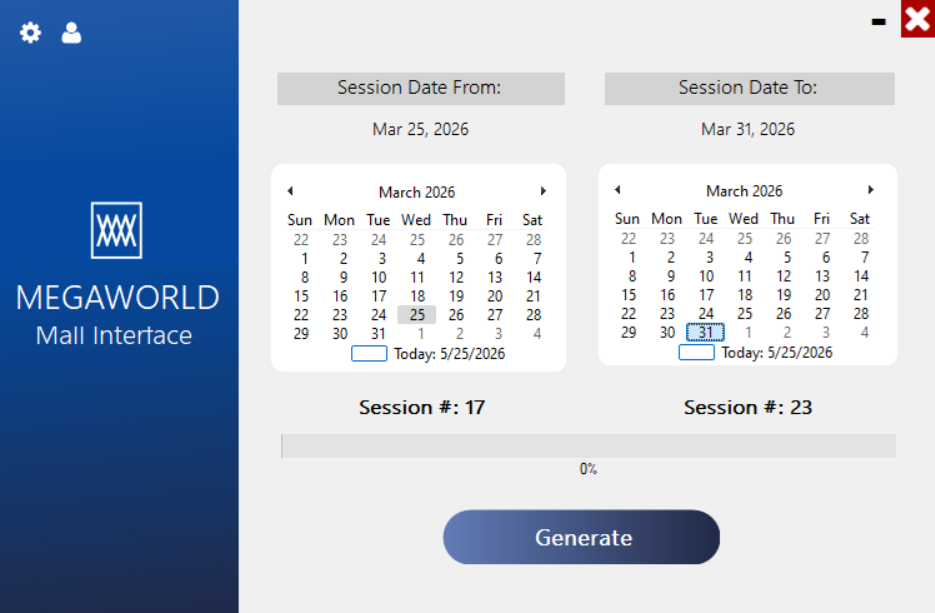 MEGAWORLD
Mall Intertace
Session Date From:
Mar 25, 2026
March 2026
Sun Mon Tue Wed Thu Fri Sat
22 23 24 25 26 27 28
1 2 3 4 5 6 7
8 9 10 11 12 13 14
15 16 17 18 19 20 21
22 23 24 25 26 27 28
29 30 31 1 2 3 4
Today: 5/25/2026
Session #: 17
Session Date To:
Mar 31, 2026
March 2026
Sun Mon Tue Wed Thu Fri Sat
22 23 24 25 26 27 28
1 2 3 4 5 6 7
8 9 10 11 12 13 14
15 16 17 18 19 20 21
22 23 24 25 26 27 28
29 30 31 1 2 3 4
Today: 5/25/2026
Session #: 23
0%
Generate